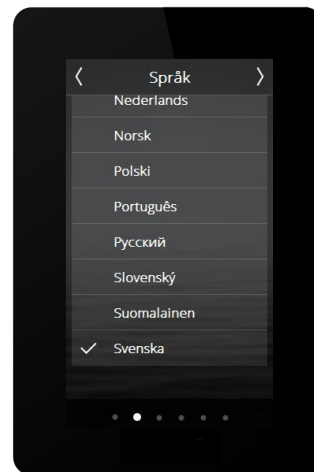 Språk
Nederlands
Norsk
Polski
Português
Русский
Slovenský
Suomalainen
Svenska